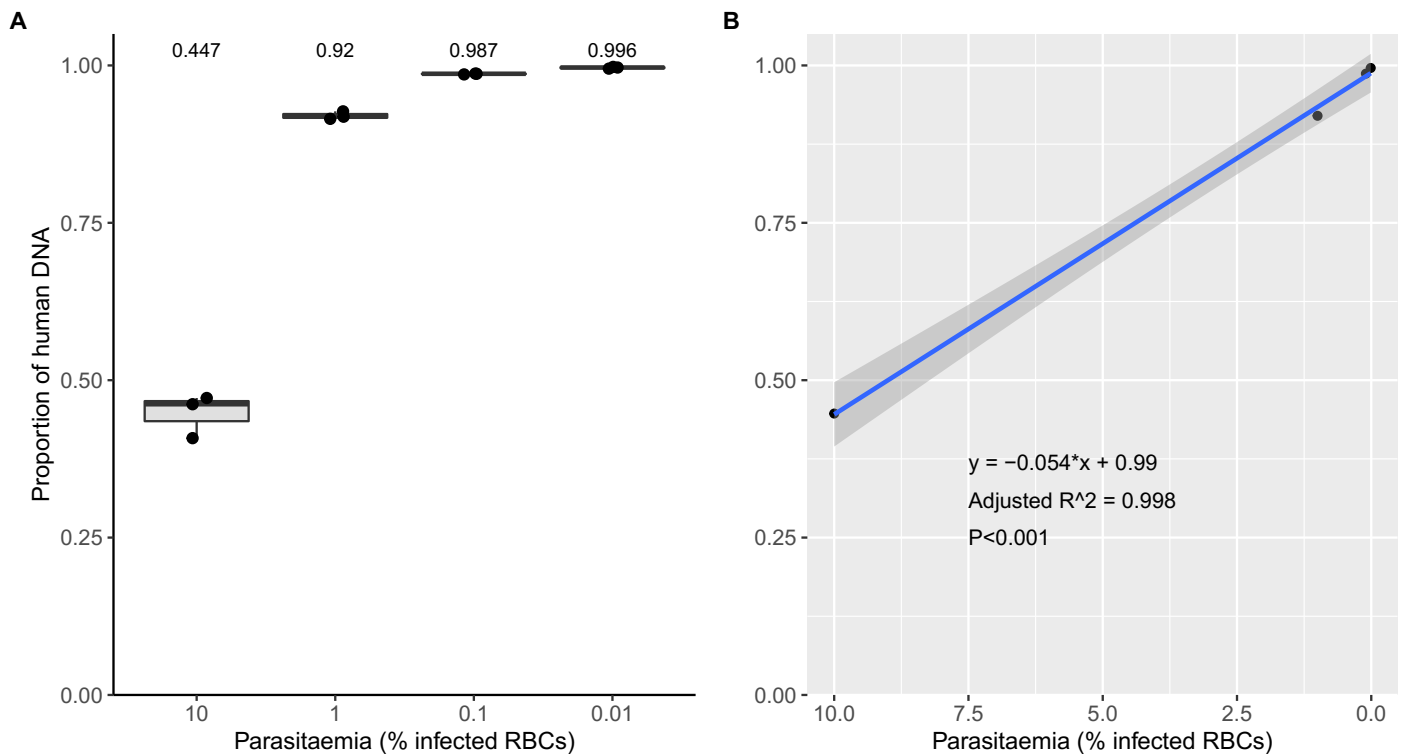 A
0.447 0.92 0.987 0.996
1.00
0.75
0.50
0.25
0.00
Proportion of human DNA
10 1 0.1 0.01
Parasitaemia (% infected RBCs)
B
1.00
0.75
0.50
0.25
0.00
y = −0.054*x + 0.99
Adjusted R^2 = 0.998
P<0.001
10.0 7.5 5.0 2.5 0.0
Parasitaemia (% infected RBCs)